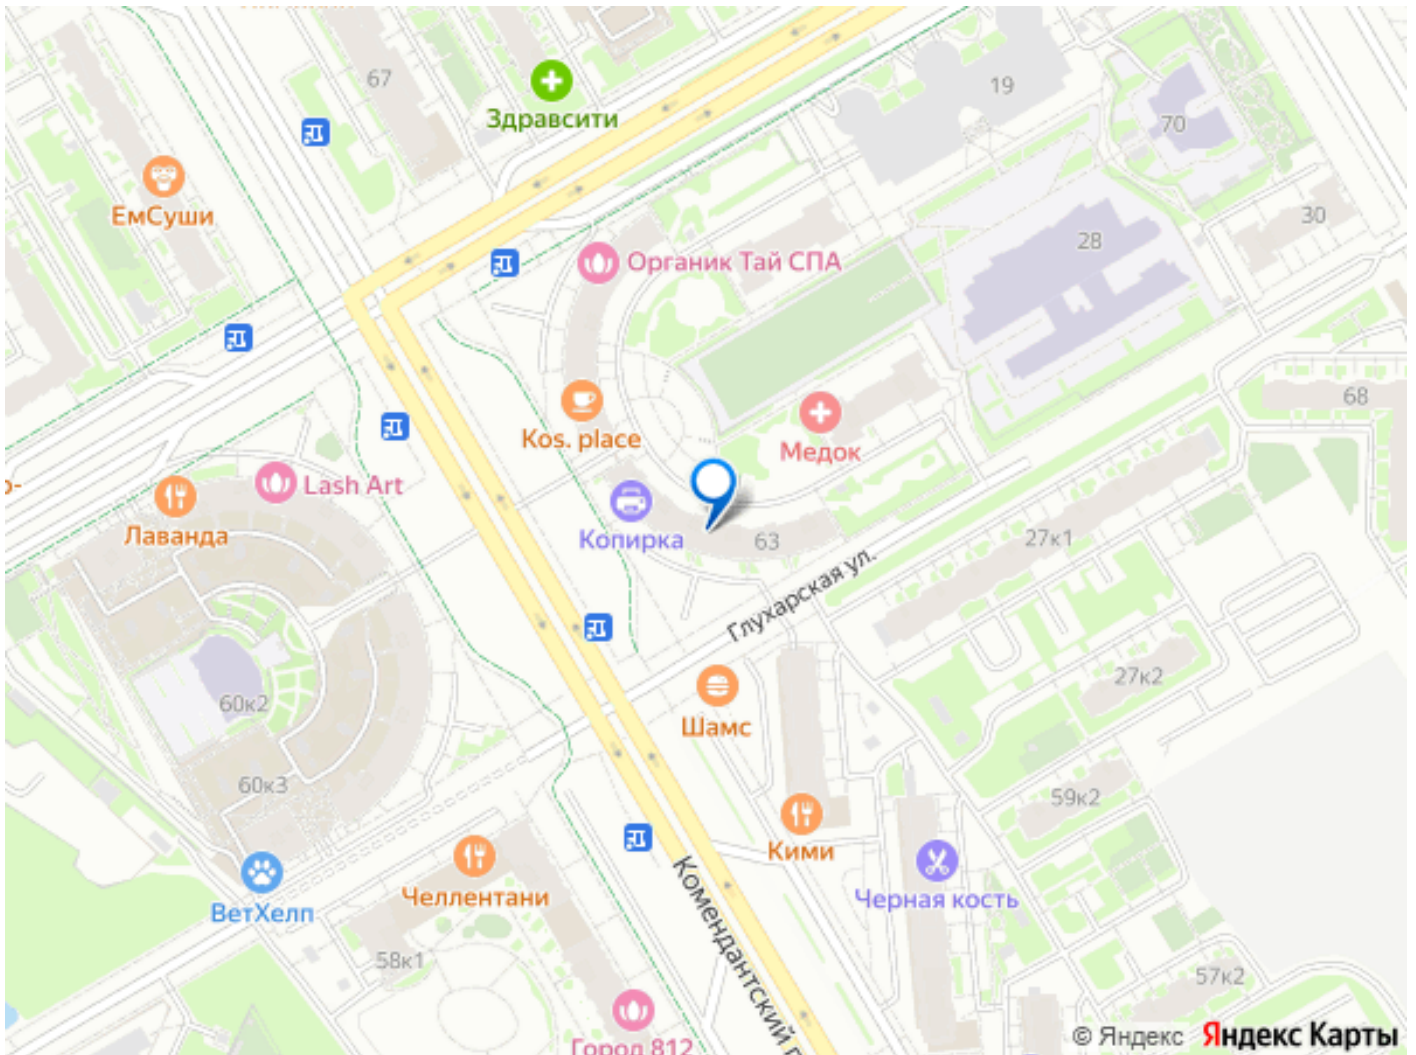 67
Здравсити
19
70
ЕмСуши
30
28
Органик Тай СПА
68
Kos. place
Медок
Lash Art
Лаванда
Копирка
63
27к1
Глухарская ул.
27к2
60к2
Шамс
60к3
59к2
Кими
Челлентани
Черная кость
ВетХелп
Комендантский п
58к1
57к2
Город 812
© Яндекс Яндекс Карты